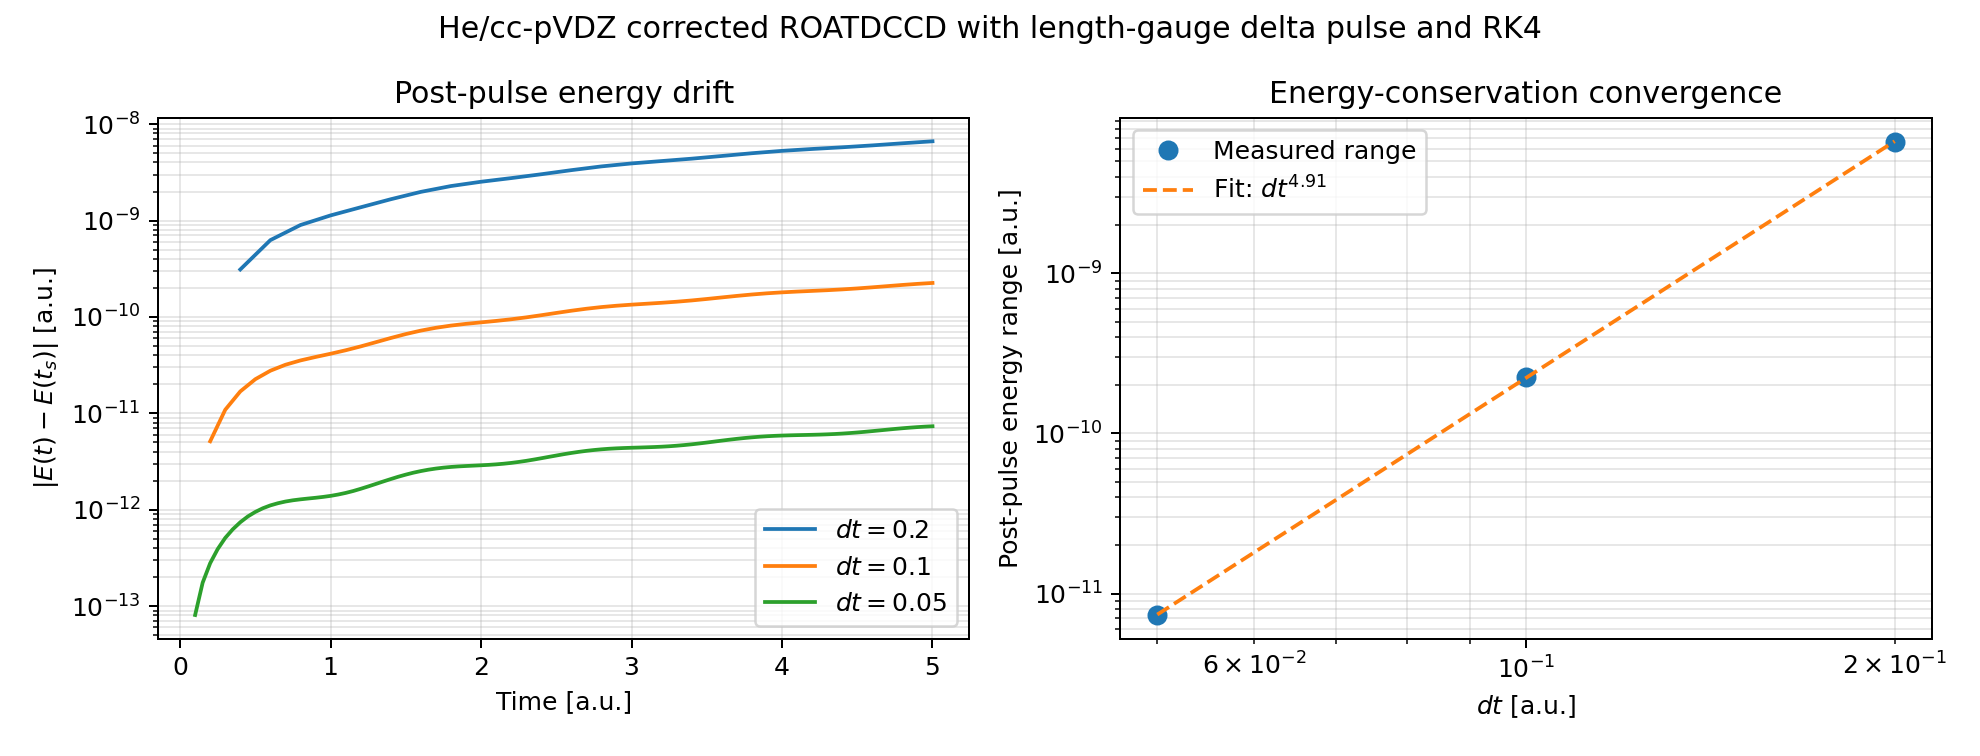 He/cc-pVDZ corrected ROATDCCD with length-gauge delta pulse and RK4
Post-pulse energy drift
|E(t) − E(t_s)| [a.u.]
10⁻⁸
10⁻⁹
10⁻¹⁰
10⁻¹¹
10⁻¹²
10⁻¹³
dt = 0.2
dt = 0.1
dt = 0.05
0 1 2 3 4 5
Time [a.u.]
Energy-conservation convergence
Post-pulse energy range [a.u.]
Measured range
Fit: dt⁴·⁹¹
10⁻⁹
10⁻¹⁰
10⁻¹¹
6 × 10⁻² 10⁻¹ 2 × 10⁻¹
dt [a.u.]